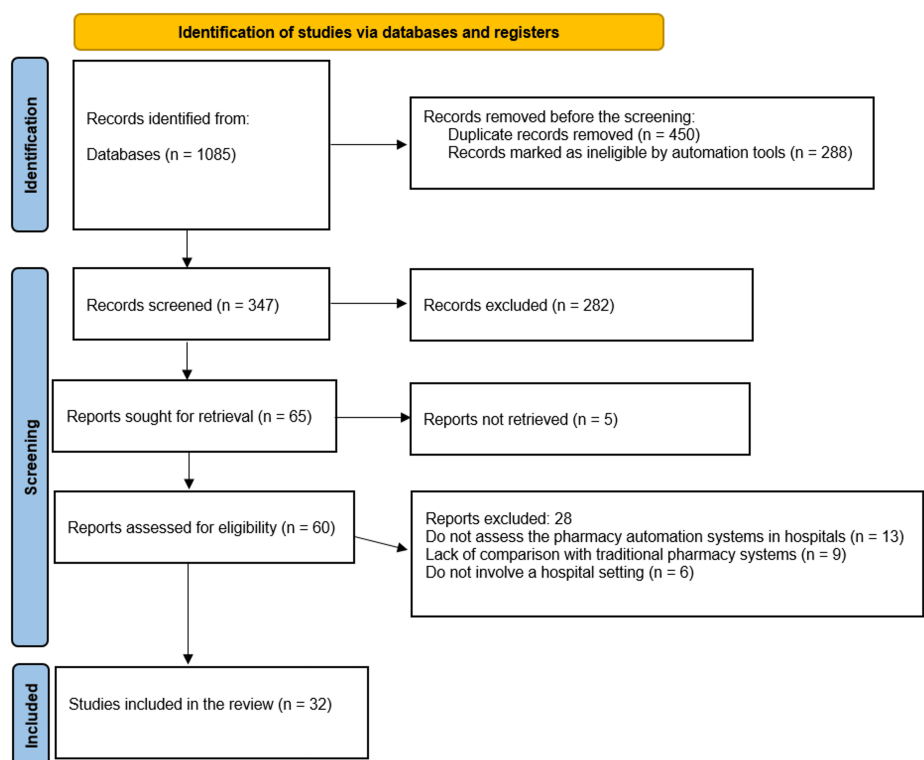 Identification of studies via databases and registers
Identification
Records identified from:
Databases (n = 1085)
Records removed before the screening:
Duplicate records removed (n = 450)
Records marked as ineligible by automation tools (n = 288)
Screening
Records screened (n = 347)
Records excluded (n = 282)
Reports sought for retrieval (n = 65)
Reports not retrieved (n = 5)
Reports assessed for eligibility (n = 60)
Reports excluded: 28
Do not assess the pharmacy automation systems in hospitals (n = 13)
Lack of comparison with traditional pharmacy systems (n = 9)
Do not involve a hospital setting (n = 6)
Included
Studies included in the review (n = 32)